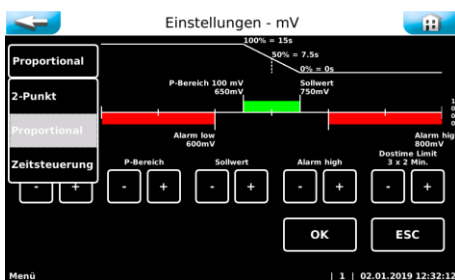 Einstellungen - mV
100% = 15s
50% = 7.5s
0% = 0s
Proportional
P-Bereich 100 mV
650mV
Sollwert
750mV
2-Punkt
Proportional
Zeitsteuerung
Alarm low
600mV
Alarm hig
800mV
P-Bereich
Sollwert
Alarm high
Dostime Limit
3 x 2 Min.
- + - + - + - + - +
OK
ESC
Menü
| 1 | 02.01.2019 12:32:12